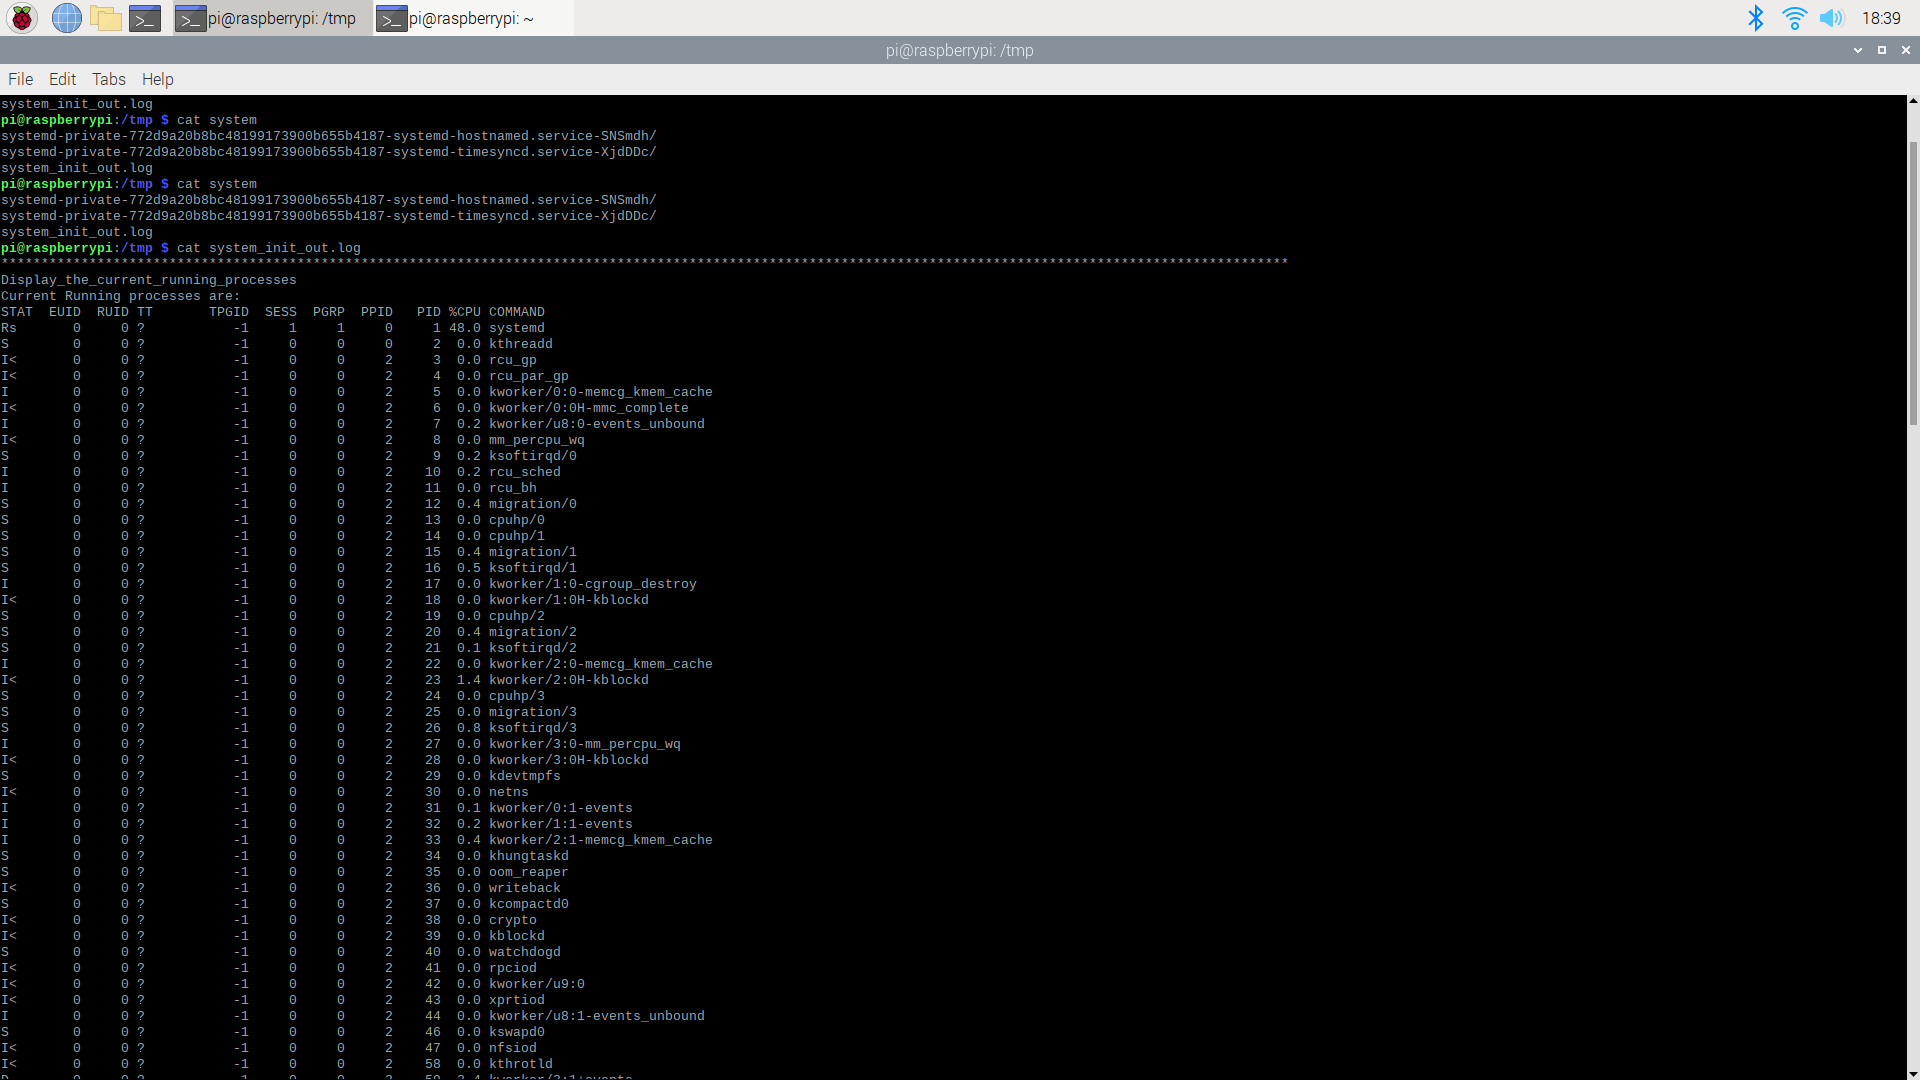 pi@raspberrypi: /tmp pi@raspberrypi: ~ 18:39
pi@raspberrypi: /tmp
File Edit Tabs Help
system_init_out.log
pi@raspberrypi:/tmp $ cat system
systemd-private-772d9a20b8bc48199173900b655b4187-systemd-hostnamed.service-SNSmdh/
systemd-private-772d9a20b8bc48199173900b655b4187-systemd-timesyncd.service-XjdDDc/
system_init_out.log
pi@raspberrypi:/tmp $ cat system
systemd-private-772d9a20b8bc48199173900b655b4187-systemd-hostnamed.service-SNSmdh/
systemd-private-772d9a20b8bc48199173900b655b4187-systemd-timesyncd.service-XjdDDc/
system_init_out.log
pi@raspberrypi:/tmp $ cat system_init_out.log
*****************************************************************************************************************************************************************
Display_the_current_running_processes
Current Running processes are:
STAT  EUID  RUID TT       TPGID  SESS  PGRP  PPID   PID %CPU COMMAND
Rs       0     0 ?           -1     1     1     0     1 48.0 systemd
S        0     0 ?           -1     0     0     0     2  0.0 kthreadd
I<       0     0 ?           -1     0     0     2     3  0.0 rcu_gp
I<       0     0 ?           -1     0     0     2     4  0.0 rcu_par_gp
I        0     0 ?           -1     0     0     2     5  0.0 kworker/0:0-memcg_kmem_cache
I<       0     0 ?           -1     0     0     2     6  0.0 kworker/0:0H-mmc_complete
I        0     0 ?           -1     0     0     2     7  0.2 kworker/u8:0-events_unbound
I<       0     0 ?           -1     0     0     2     8  0.0 mm_percpu_wq
S        0     0 ?           -1     0     0     2     9  0.2 ksoftirqd/0
I        0     0 ?           -1     0     0     2    10  0.2 rcu_sched
I        0     0 ?           -1     0     0     2    11  0.0 rcu_bh
S        0     0 ?           -1     0     0     2    12  0.4 migration/0
S        0     0 ?           -1     0     0     2    13  0.0 cpuhp/0
S        0     0 ?           -1     0     0     2    14  0.0 cpuhp/1
S        0     0 ?           -1     0     0     2    15  0.4 migration/1
S        0     0 ?           -1     0     0     2    16  0.5 ksoftirqd/1
I        0     0 ?           -1     0     0     2    17  0.0 kworker/1:0-cgroup_destroy
I<       0     0 ?           -1     0     0     2    18  0.0 kworker/1:0H-kblockd
S        0     0 ?           -1     0     0     2    19  0.0 cpuhp/2
S        0     0 ?           -1     0     0     2    20  0.4 migration/2
S        0     0 ?           -1     0     0     2    21  0.1 ksoftirqd/2
I        0     0 ?           -1     0     0     2    22  0.0 kworker/2:0-memcg_kmem_cache
I<       0     0 ?           -1     0     0     2    23  1.4 kworker/2:0H-kblockd
S        0     0 ?           -1     0     0     2    24  0.0 cpuhp/3
S        0     0 ?           -1     0     0     2    25  0.0 migration/3
S        0     0 ?           -1     0     0     2    26  0.8 ksoftirqd/3
I        0     0 ?           -1     0     0     2    27  0.0 kworker/3:0-mm_percpu_wq
I<       0     0 ?           -1     0     0     2    28  0.0 kworker/3:0H-kblockd
S        0     0 ?           -1     0     0     2    29  0.0 kdevtmpfs
I<       0     0 ?           -1     0     0     2    30  0.0 netns
I        0     0 ?           -1     0     0     2    31  0.1 kworker/0:1-events
I        0     0 ?           -1     0     0     2    32  0.2 kworker/1:1-events
I        0     0 ?           -1     0     0     2    33  0.4 kworker/2:1-memcg_kmem_cache
S        0     0 ?           -1     0     0     2    34  0.0 khungtaskd
S        0     0 ?           -1     0     0     2    35  0.0 oom_reaper
I<       0     0 ?           -1     0     0     2    36  0.0 writeback
S        0     0 ?           -1     0     0     2    37  0.0 kcompactd0
I<       0     0 ?           -1     0     0     2    38  0.0 crypto
I<       0     0 ?           -1     0     0     2    39  0.0 kblockd
S        0     0 ?           -1     0     0     2    40  0.0 watchdogd
I<       0     0 ?           -1     0     0     2    41  0.0 rpciod
I<       0     0 ?           -1     0     0     2    42  0.0 kworker/u9:0
I<       0     0 ?           -1     0     0     2    43  0.0 xprtiod
I        0     0 ?           -1     0     0     2    44  0.0 kworker/u8:1-events_unbound
S        0     0 ?           -1     0     0     2    46  0.0 kswapd0
I<       0     0 ?           -1     0     0     2    47  0.0 nfsiod
I<       0     0 ?           -1     0     0     2    58  0.0 kthrotld